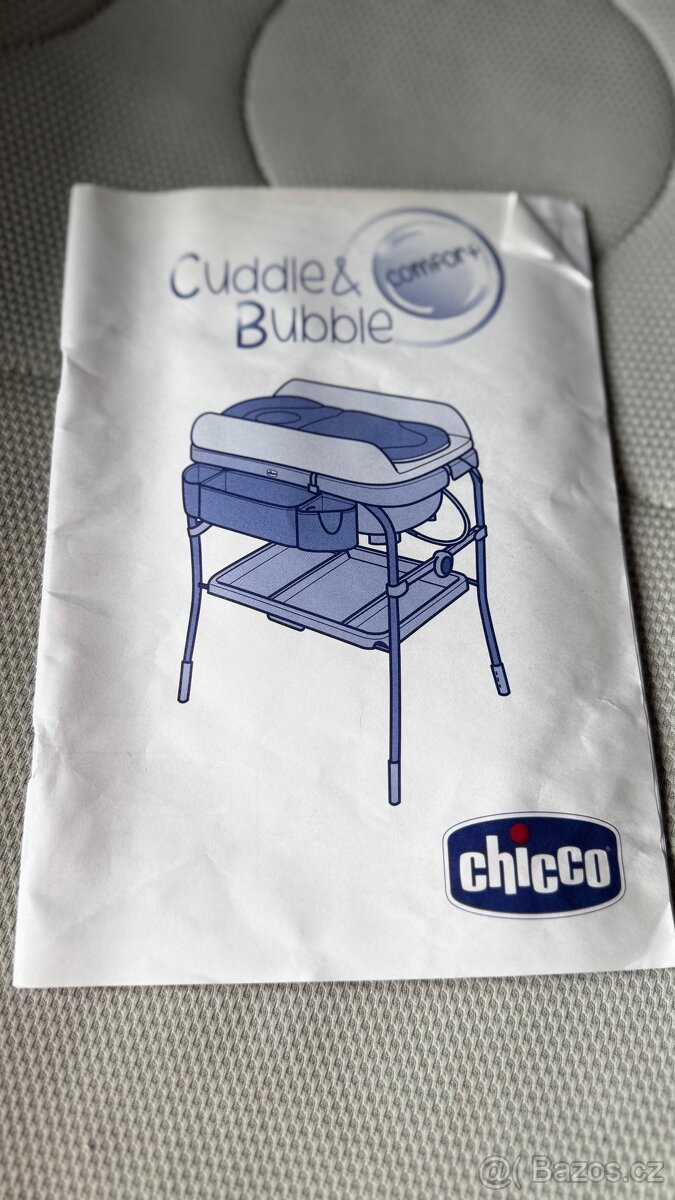 Cuddle & comfort
Bubble
chicco
@( Bazos.cz